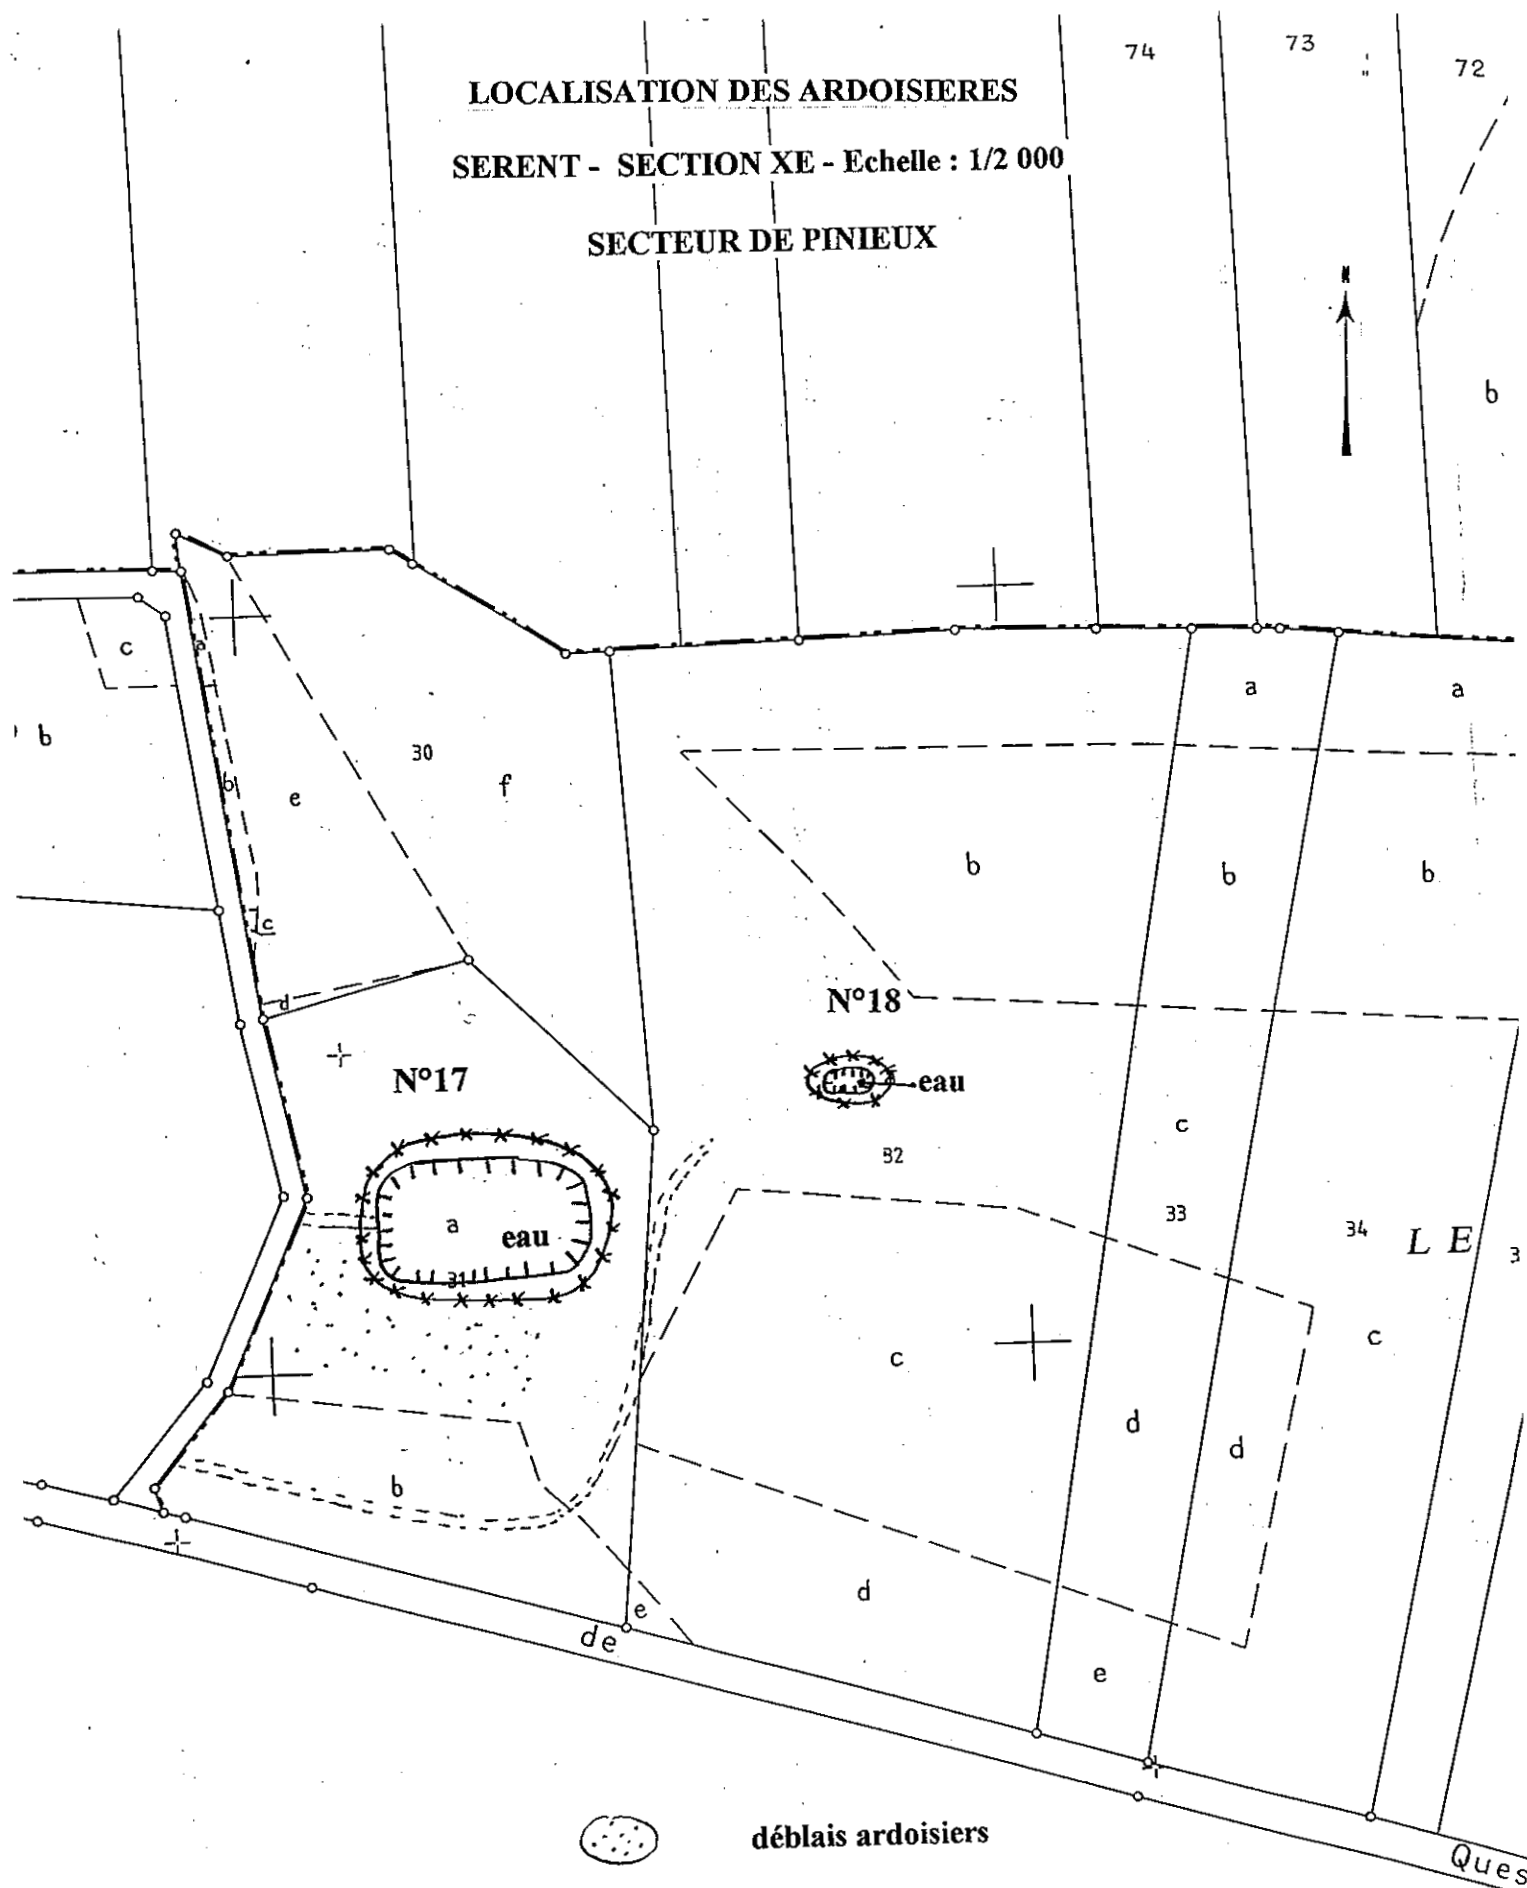 74
73
72
LOCALISATION DES ARDOISIERES
SERENT - SECTION XE - Echelle : 1/2 000
SECTEUR DE PINIEUX
N
b
c
a
b
30
e
f
b
a
a
b
b
b
c
d
N°18
eau
N°17
c
32
a
eau
33
34
L E
3
31
c
c
d
d
b
d
e
de
e
déblais ardoisiers
Ques